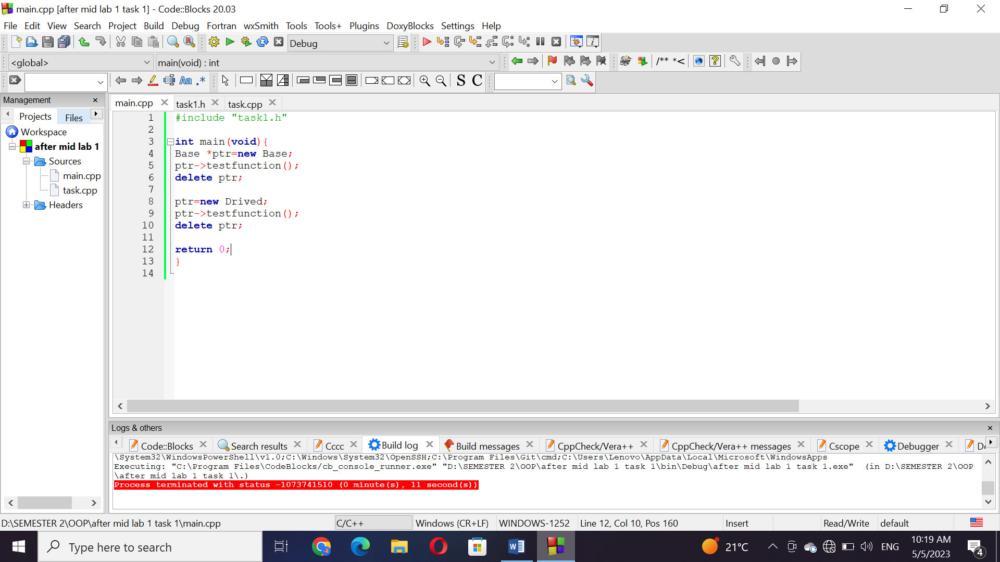 main.cpp [after mid lab 1 task 1] - Code::Blocks 20.03
File Edit View Search Project Build Debug Fortran wxSmith Tools Tools+ Plugins DoxyBlocks Settings Help
Debug
<global> main(void) : int /** *<
Aa .* S C
Management
main.cpp task1.h task.cpp
Projects Files
Workspace
after mid lab 1
Sources
main.cpp
task.cpp
Headers
1 #include "task1.h"
2
3 int main(void){
4 Base *ptr=new Base;
5 ptr->testfunction();
6 delete ptr;
7
8 ptr=new Drived;
9 ptr->testfunction();
10 delete ptr;
11
12 return 0;
13 }
14
Logs & others
Code::Blocks Search results Cccc Build log Build messages CppCheck/Vera++ CppCheck/Vera++ messages Cscope Debugger
\System32\WindowsPowerShell\v1.0;C:\Windows\System32\OpenSSH;C:\Program Files\Git\cmd;C:\Users\Lenovo\AppData\Local\Microsoft\WindowsApps
Executing: "C:\Program Files\CodeBlocks/cb_console_runner.exe" "D:\SEMESTER 2\OOP\after mid lab 1 task 1\bin\Debug\after mid lab 1 task 1.exe" (in D:\SEMESTER 2\OOP
\after mid lab 1 task 1\.)
Process terminated with status -1073741510 (0 minute(s), 11 second(s))
D:\SEMESTER 2\OOP\after mid lab 1 task 1\main.cpp C/C++ Windows (CR+LF) WINDOWS-1252 Line 12, Col 10, Pos 160 Insert Read/Write default
Type here to search 21°C ENG
10:19 AM
5/5/2023
4